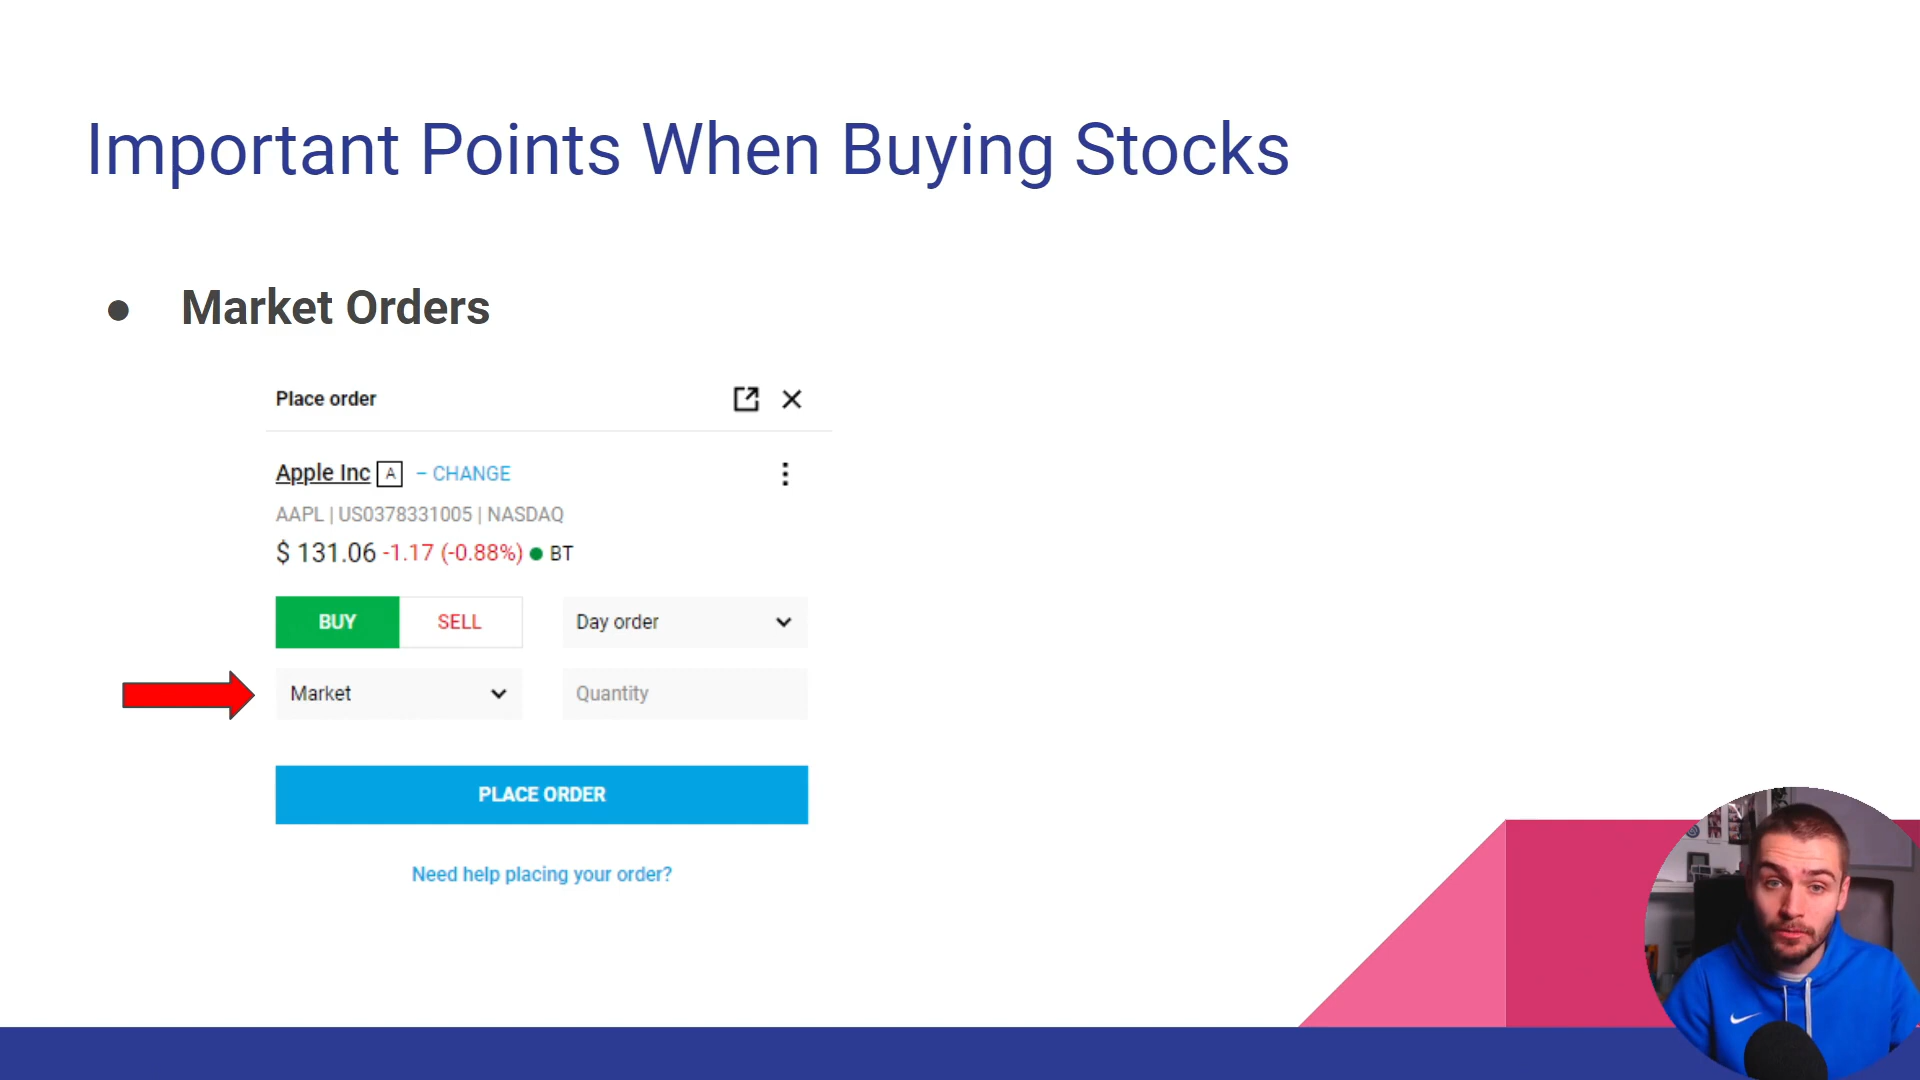 Important Points When Buying Stocks
● Market Orders
Place order
Apple Inc A – CHANGE
AAPL | US0378331005 | NASDAQ
$ 131.06 -1.17 (-0.88%) ● BT
BUY SELL Day order
Market Quantity
PLACE ORDER
Need help placing your order?